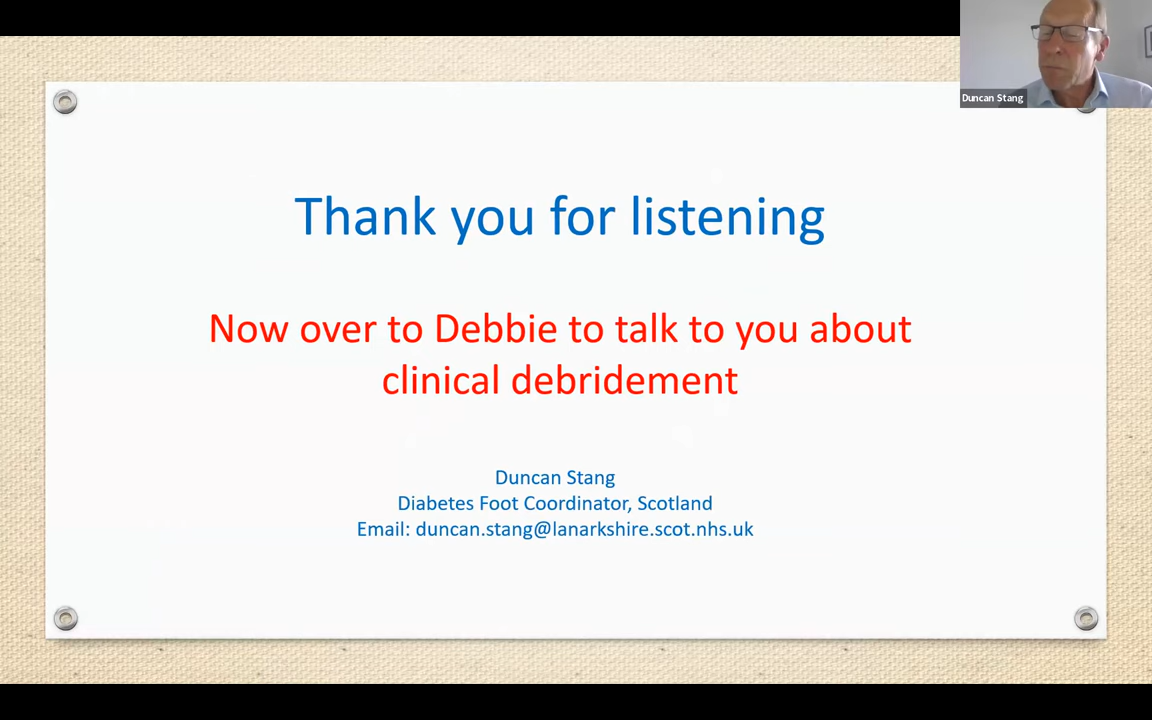 Duncan Stang
Thank you for listening
Now over to Debbie to talk to you about
clinical debridement
Duncan Stang
Diabetes Foot Coordinator, Scotland
Email: duncan.stang@lanarkshire.scot.nhs.uk